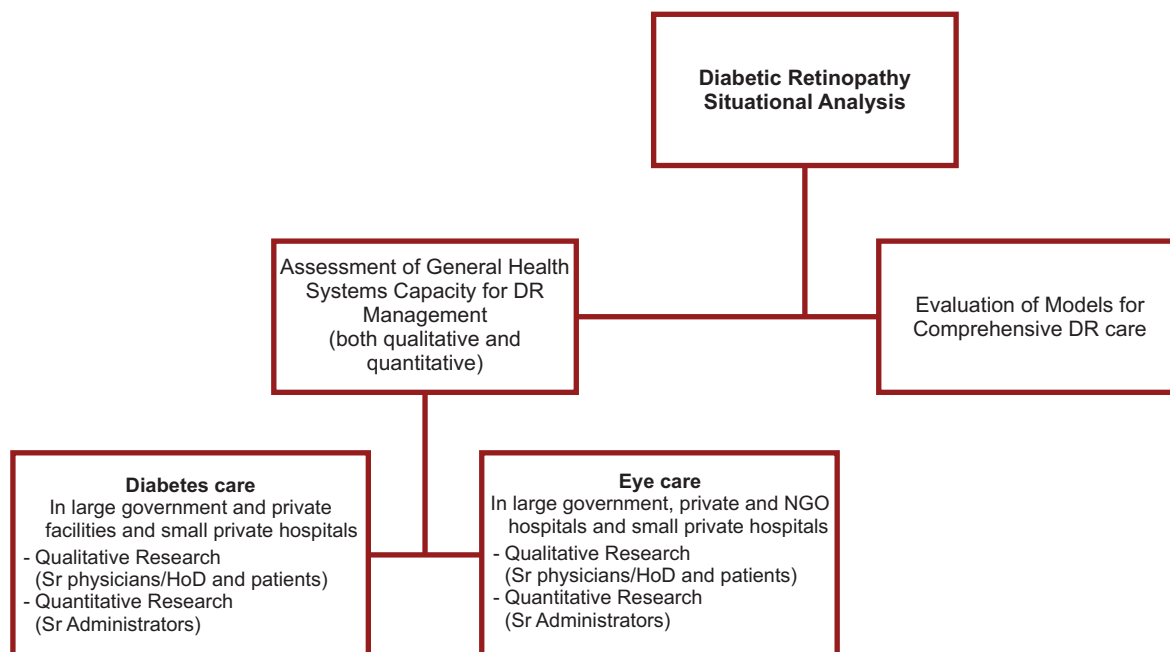 Diabetic Retinopathy
Situational Analysis
Assessment of General Health
Systems Capacity for DR
Management
(both qualitative and
quantitative)
Evaluation of Models for
Comprehensive DR care
Diabetes care
In large government and private
facilities and small private hospitals
- Qualitative Research
(Sr physicians/HoD and patients)
- Quantitative Research
(Sr Administrators)
Eye care
In large government, private and NGO
hospitals and small private hospitals
- Qualitative Research
(Sr physicians/HoD and patients)
- Quantitative Research
(Sr Administrators)